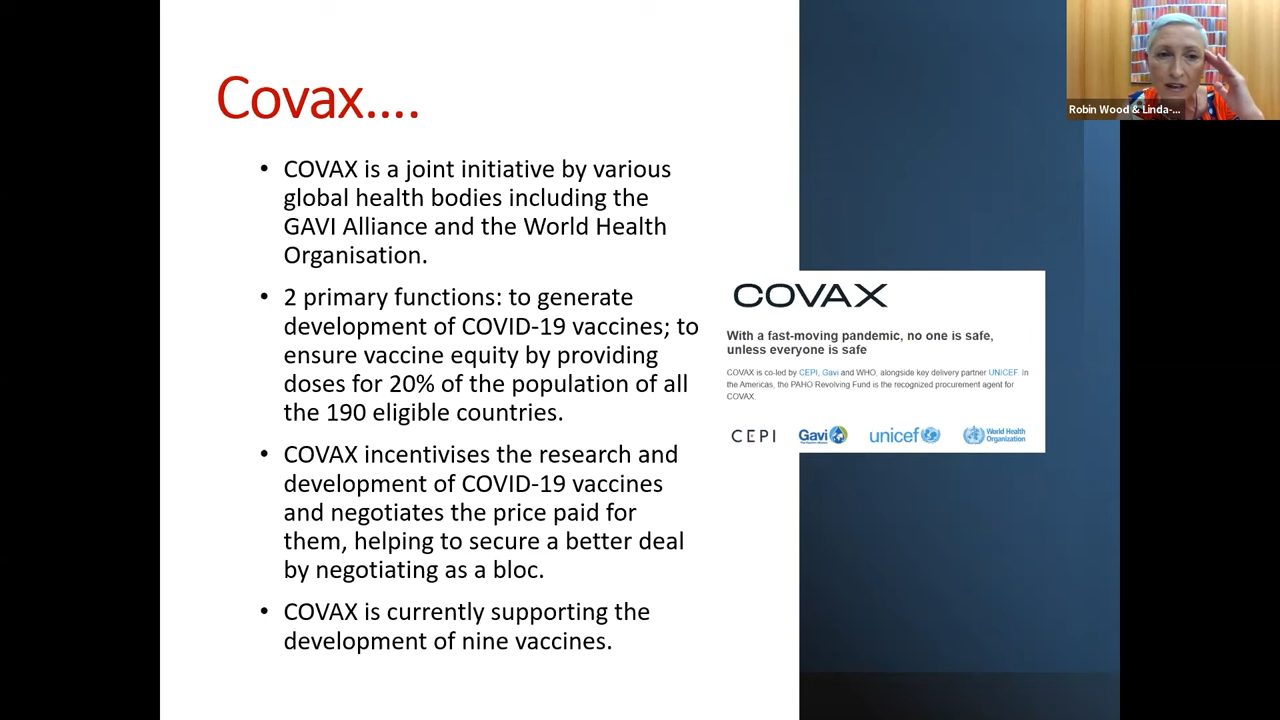 Covax....
• COVAX is a joint initiative by various
global health bodies including the
GAVI Alliance and the World Health
Organisation.
• 2 primary functions: to generate
development of COVID-19 vaccines; to
ensure vaccine equity by providing
doses for 20% of the population of all
the 190 eligible countries.
• COVAX incentivises the research and
development of COVID-19 vaccines
and negotiates the price paid for
them, helping to secure a better deal
by negotiating as a bloc.
• COVAX is currently supporting the
development of nine vaccines.
COVAX
With a fast-moving pandemic, no one is safe,
unless everyone is safe
COVAX is co-led by CEPI, Gavi and WHO, alongside key delivery partner UNICEF. In
the Americas, the PAHO Revolving Fund is the recognized procurement agent for
COVAX.
CEPI
Gavi
unicef
World Health
Organization
Robin Wood & Linda-...